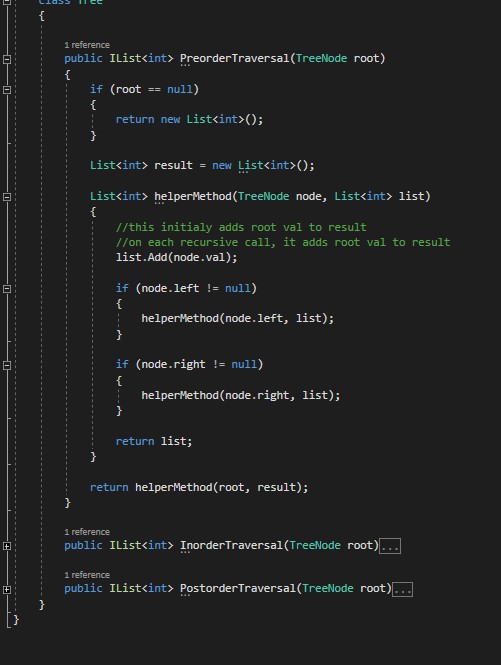 class Tree
{
1 reference
public IList<int> PreorderTraversal(TreeNode root)
{
if (root == null)
{
return new List<int>();
}
List<int> result = new List<int>();
List<int> helperMethod(TreeNode node, List<int> list)
{
//this initialy adds root val to result
//on each recursive call, it adds root val to result
list.Add(node.val);
if (node.left != null)
{
helperMethod(node.left, list);
}
if (node.right != null)
{
helperMethod(node.right, list);
}
return list;
}
return helperMethod(root, result);
}
1 reference
public IList<int> InorderTraversal(TreeNode root)...
1 reference
public IList<int> PostorderTraversal(TreeNode root)...
}
}